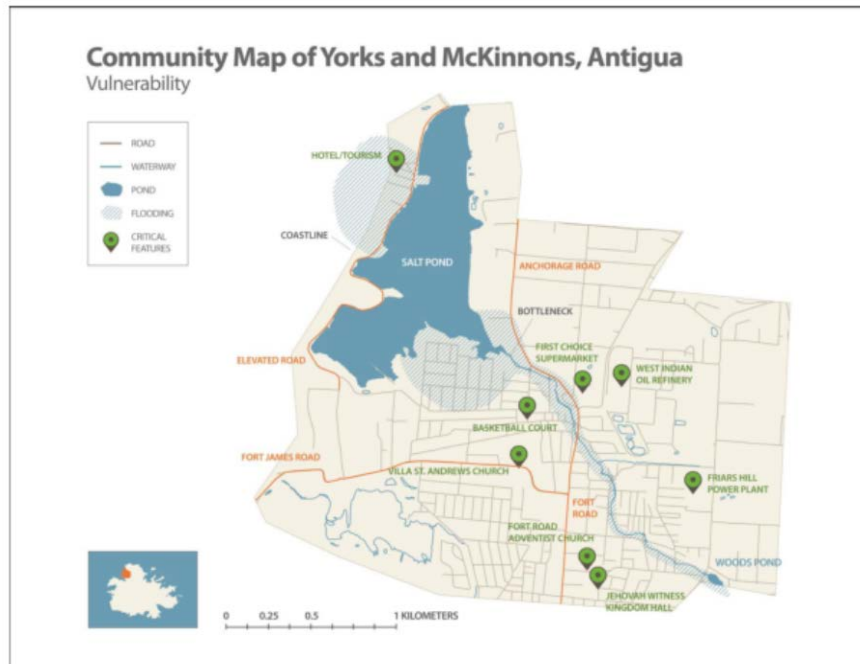 Community Map of Yorks and McKinnons, Antigua
Vulnerability
ROAD
WATERWAY
POND
FLOODING
CRITICAL
FEATURES
HOTEL/TOURISM
COASTLINE
SALT POND
ANCHORAGE ROAD
BOTTLENECK
FIRST CHOICE
SUPERMARKET
ELEVATED ROAD
WEST INDIAN
OIL REFINERY
BASKETBALL COURT
FORT JAMES ROAD
VILLA ST. ANDREWS CHURCH
FRIARS HILL
POWER PLANT
FORT
ROAD
FORT ROAD
ADVENTIST CHURCH
WOODS POND
JEHOVAH WITNESS
KINGDOM HALL
0 0.25 0.5 1 KILOMETERS